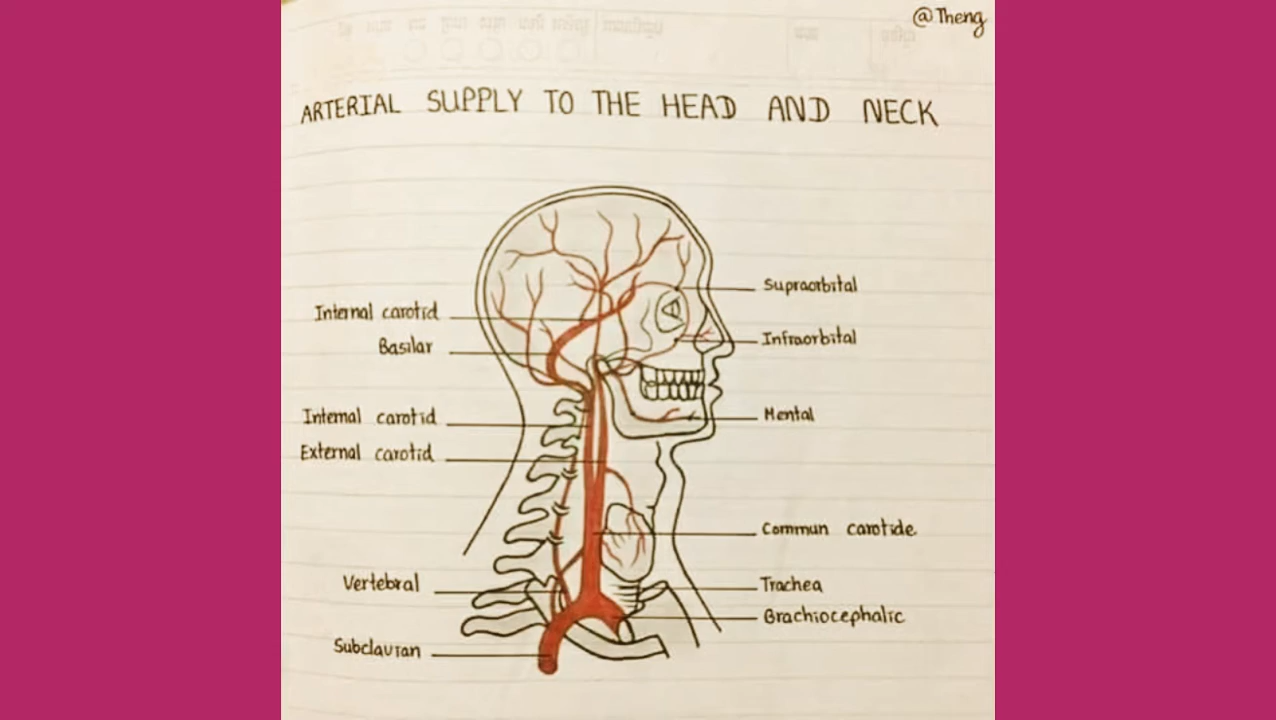 @Theng
ARTERIAL SUPPLY TO THE HEAD AND NECK
Internal carotid
Basilar
Internal carotid
External carotid
Vertebral
Subclavian
Supraorbital
Infraorbital
Mental
Commun carotide
Trachea
Brachiocephalic